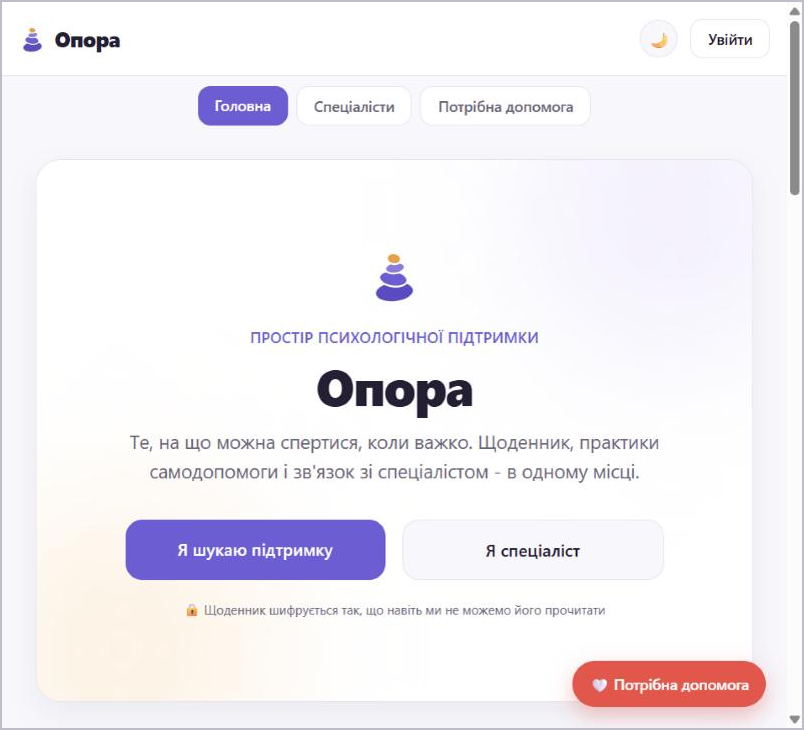 Опора
Увійти
Головна
Спеціалісти
Потрібна допомога
ПРОСТІР ПСИХОЛОГІЧНОЇ ПІДТРИМКИ
Опора
Те, на що можна спертися, коли важко. Щоденник, практики
самодопомоги і зв'язок зі спеціалістом - в одному місці.
Я шукаю підтримку
Я спеціаліст
Щоденник шифрується так, що навіть ми не можемо його прочитати
Потрібна допомога